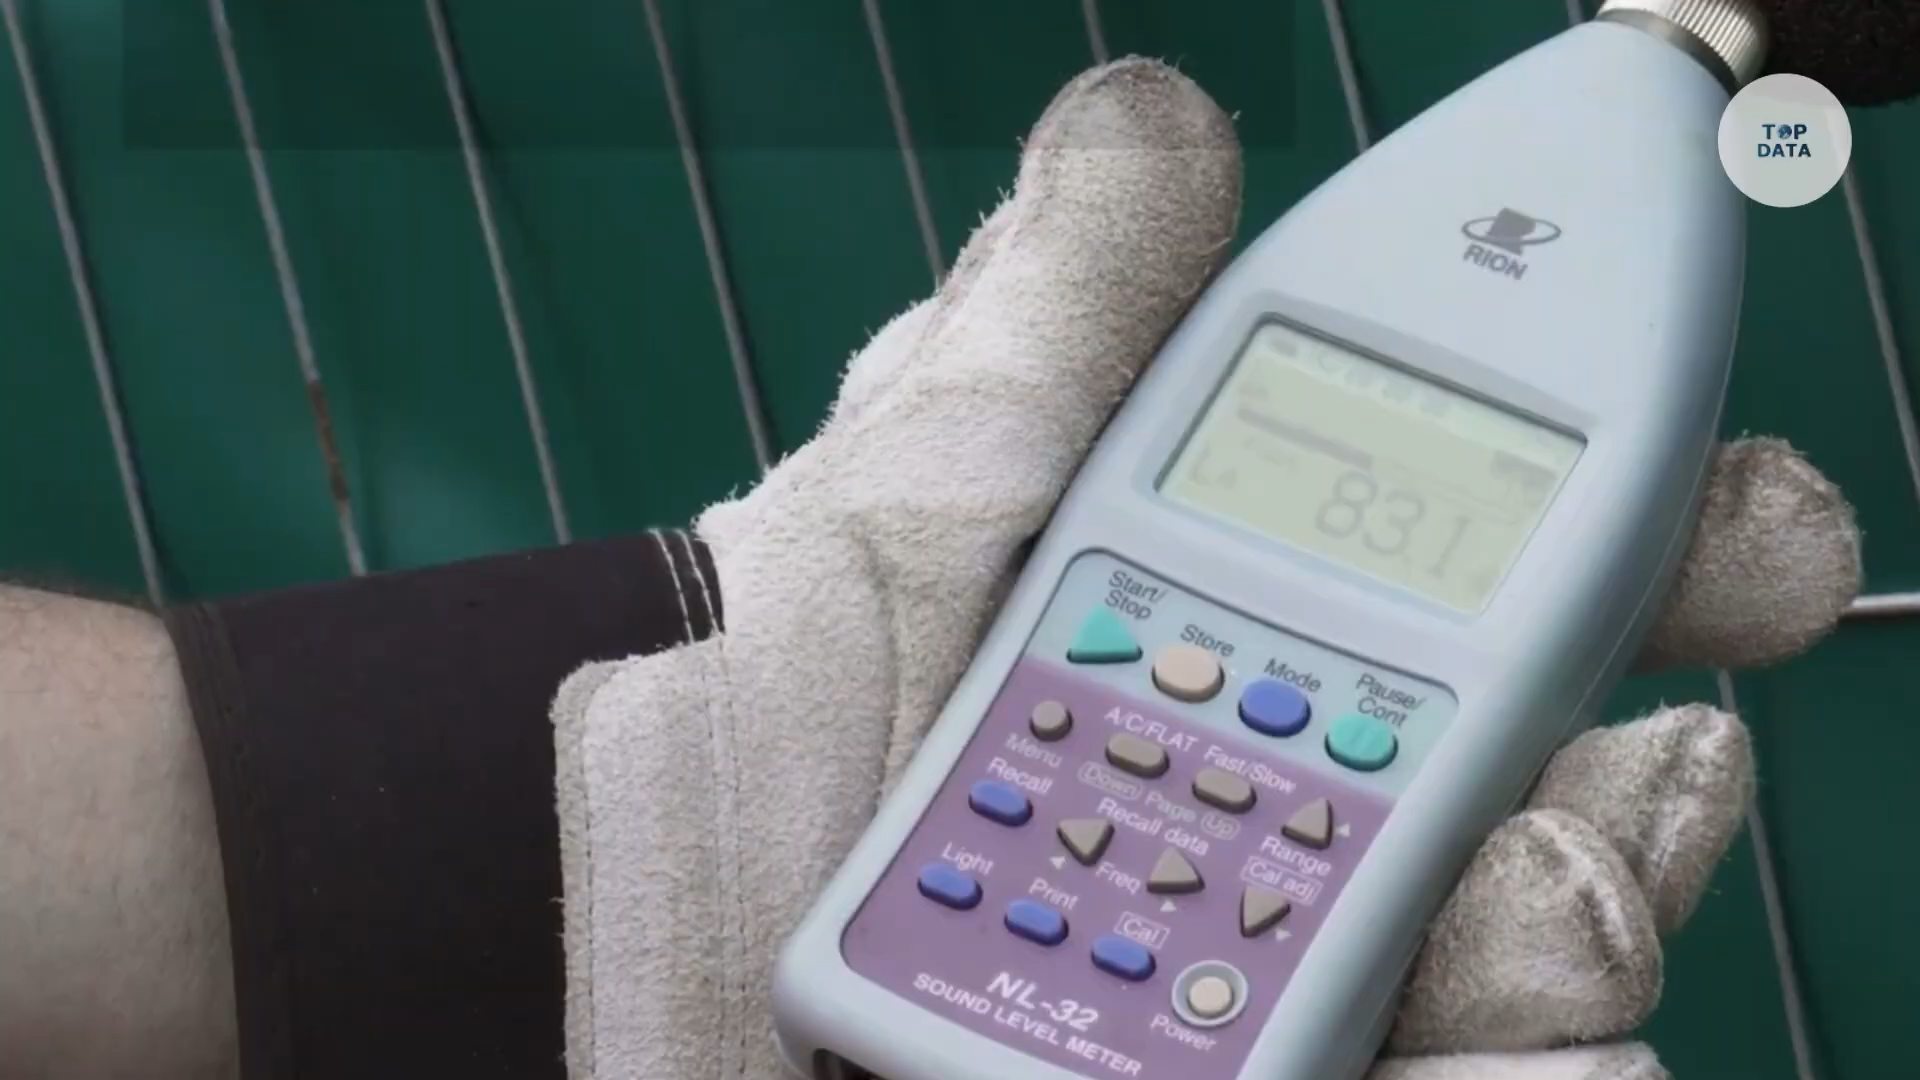 TOP
DATA
RION
LA
83.1
Start/
Stop
Store
Mode
Pause/
Cont
A/C/FLAT
Fast/Slow
Menu
Down Page Up
Recall
Recall data
Range
Cal adj
Freq
Light
Print
Cal
NL-32
SOUND LEVEL METER
Power